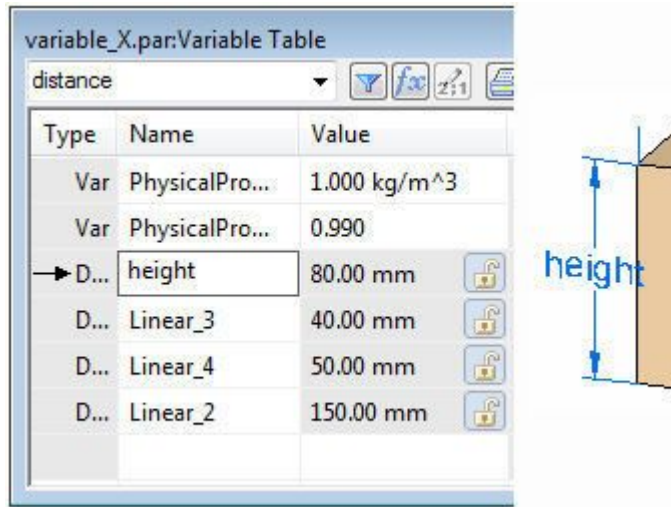 variable_X.par:Variable Table
distance
Type Name Value
Var PhysicalPro... 1.000 kg/m^3
Var PhysicalPro... 0.990
D... height 80.00 mm
D... Linear_3 40.00 mm
D... Linear_4 50.00 mm
D... Linear_2 150.00 mm
height